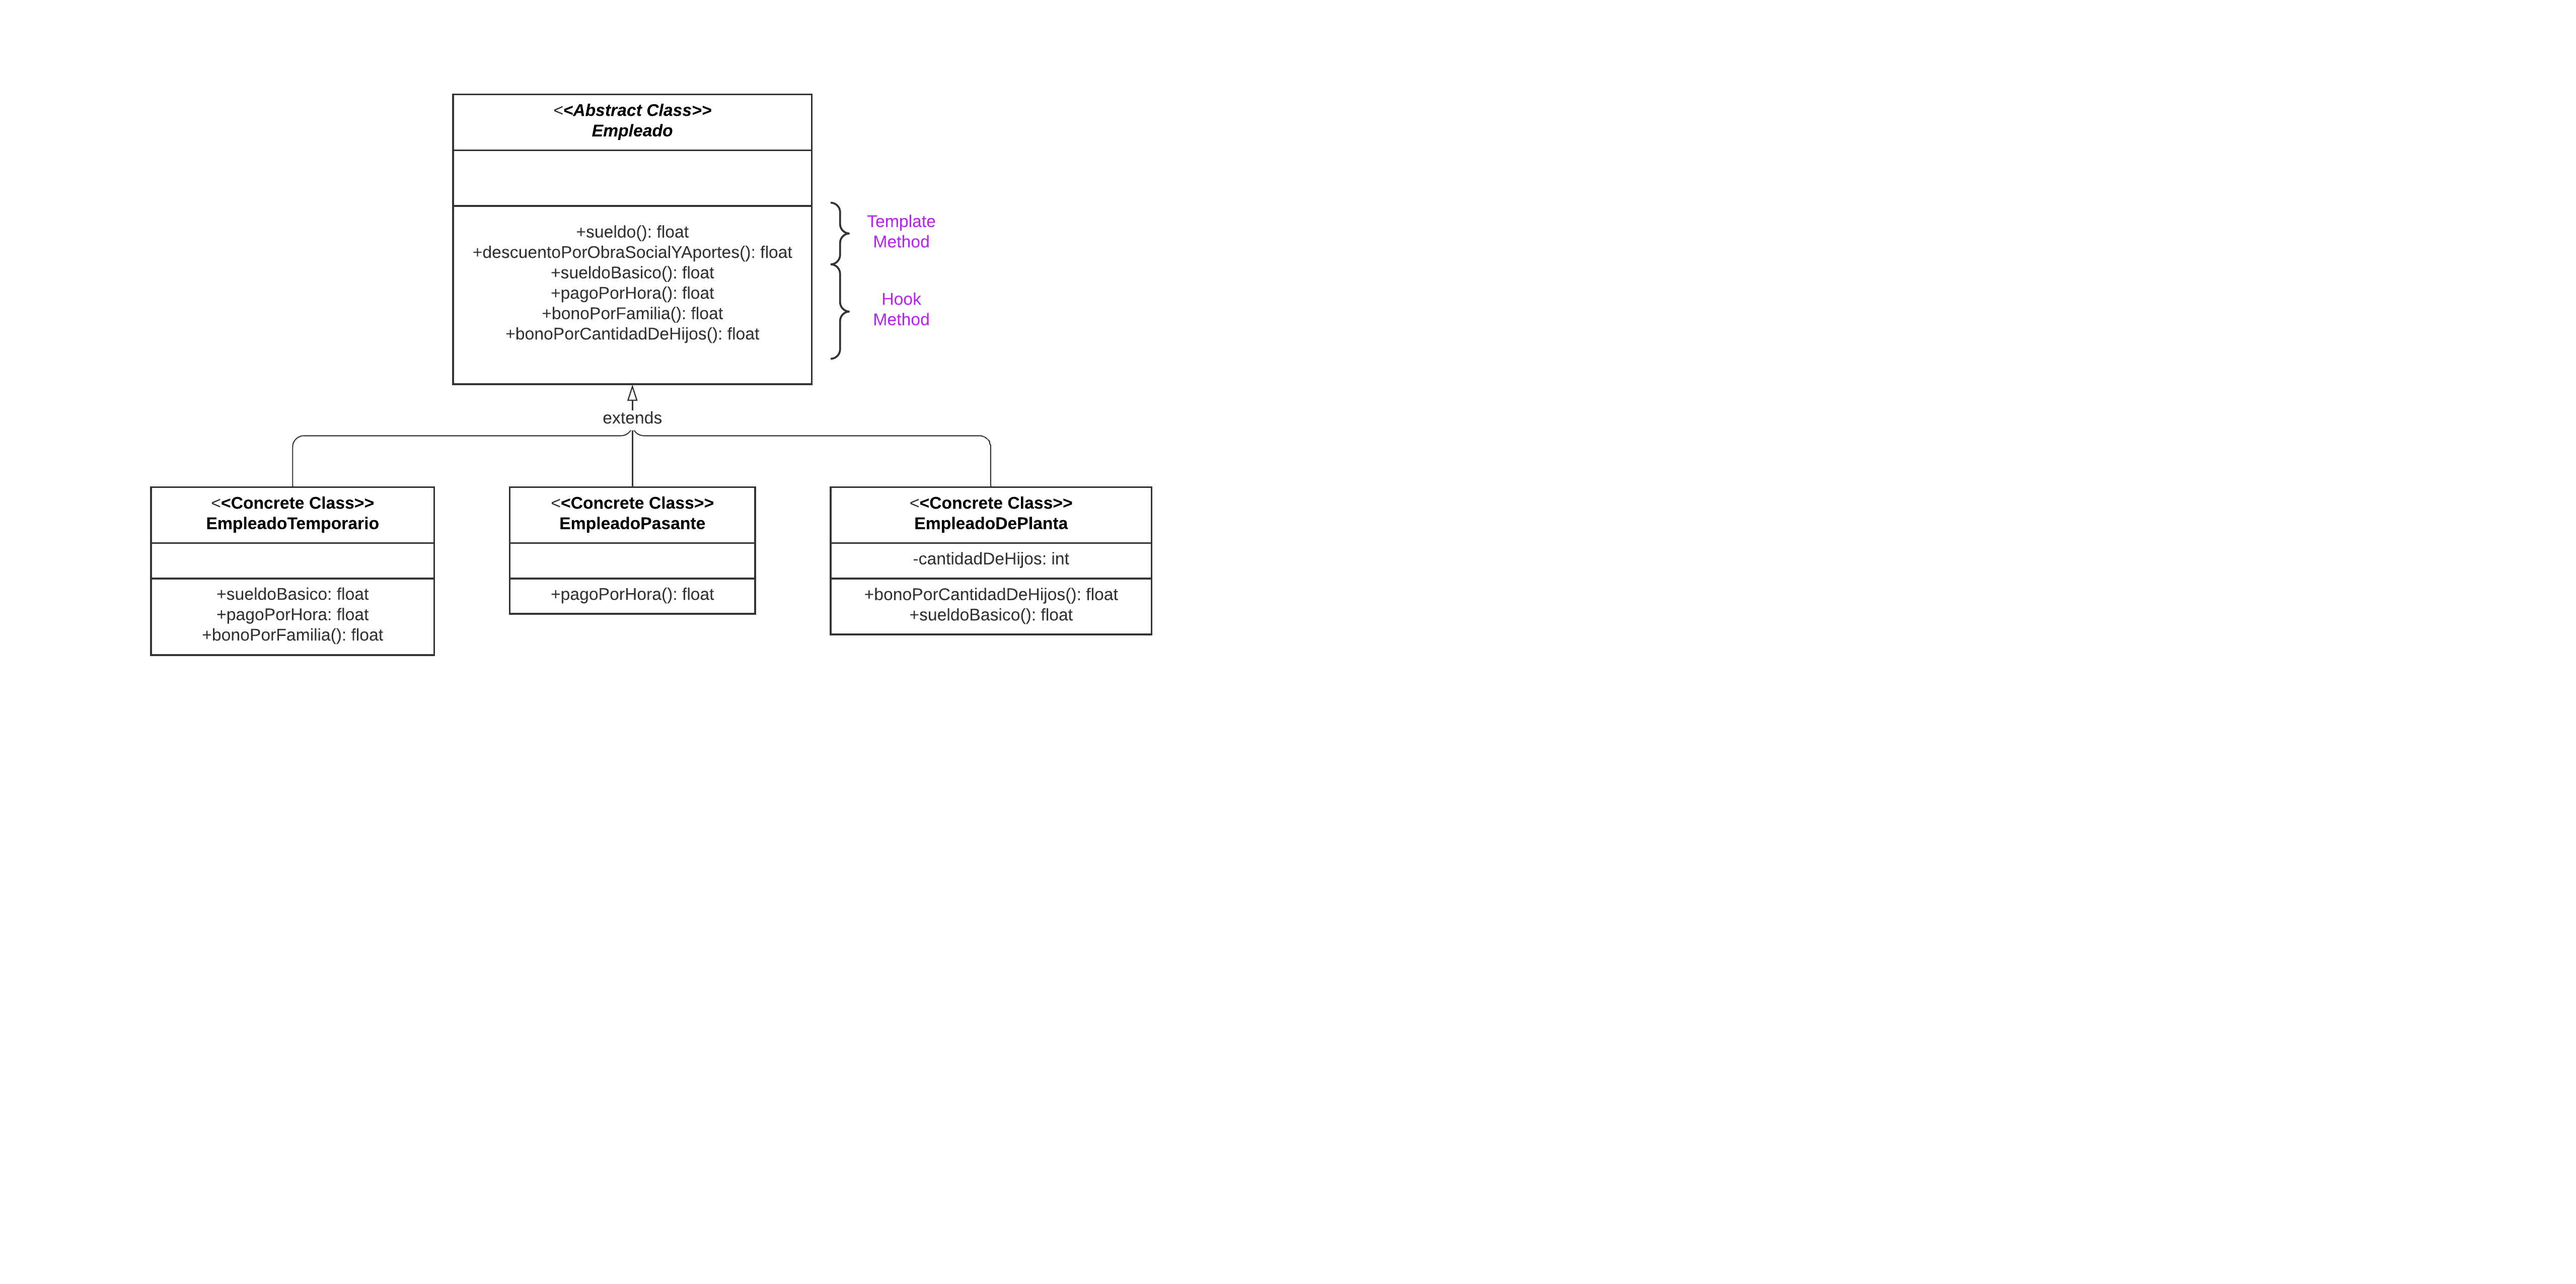 <<Abstract Class>>
Empleado
+sueldo(): float
+descuentoPorObraSocialYAportes(): float
+sueldoBasico(): float
+pagoPorHora(): float
+bonoPorFamilia(): float
+bonoPorCantidadDeHijos(): float
Template
Method
Hook
Method
extends
<<Concrete Class>>
EmpleadoTemporario
+sueldoBasico: float
+pagoPorHora: float
+bonoPorFamilia(): float
<<Concrete Class>>
EmpleadoPasante
+pagoPorHora(): float
<<Concrete Class>>
EmpleadoDePlanta
-cantidadDeHijos: int
+bonoPorCantidadDeHijos(): float
+sueldoBasico(): float